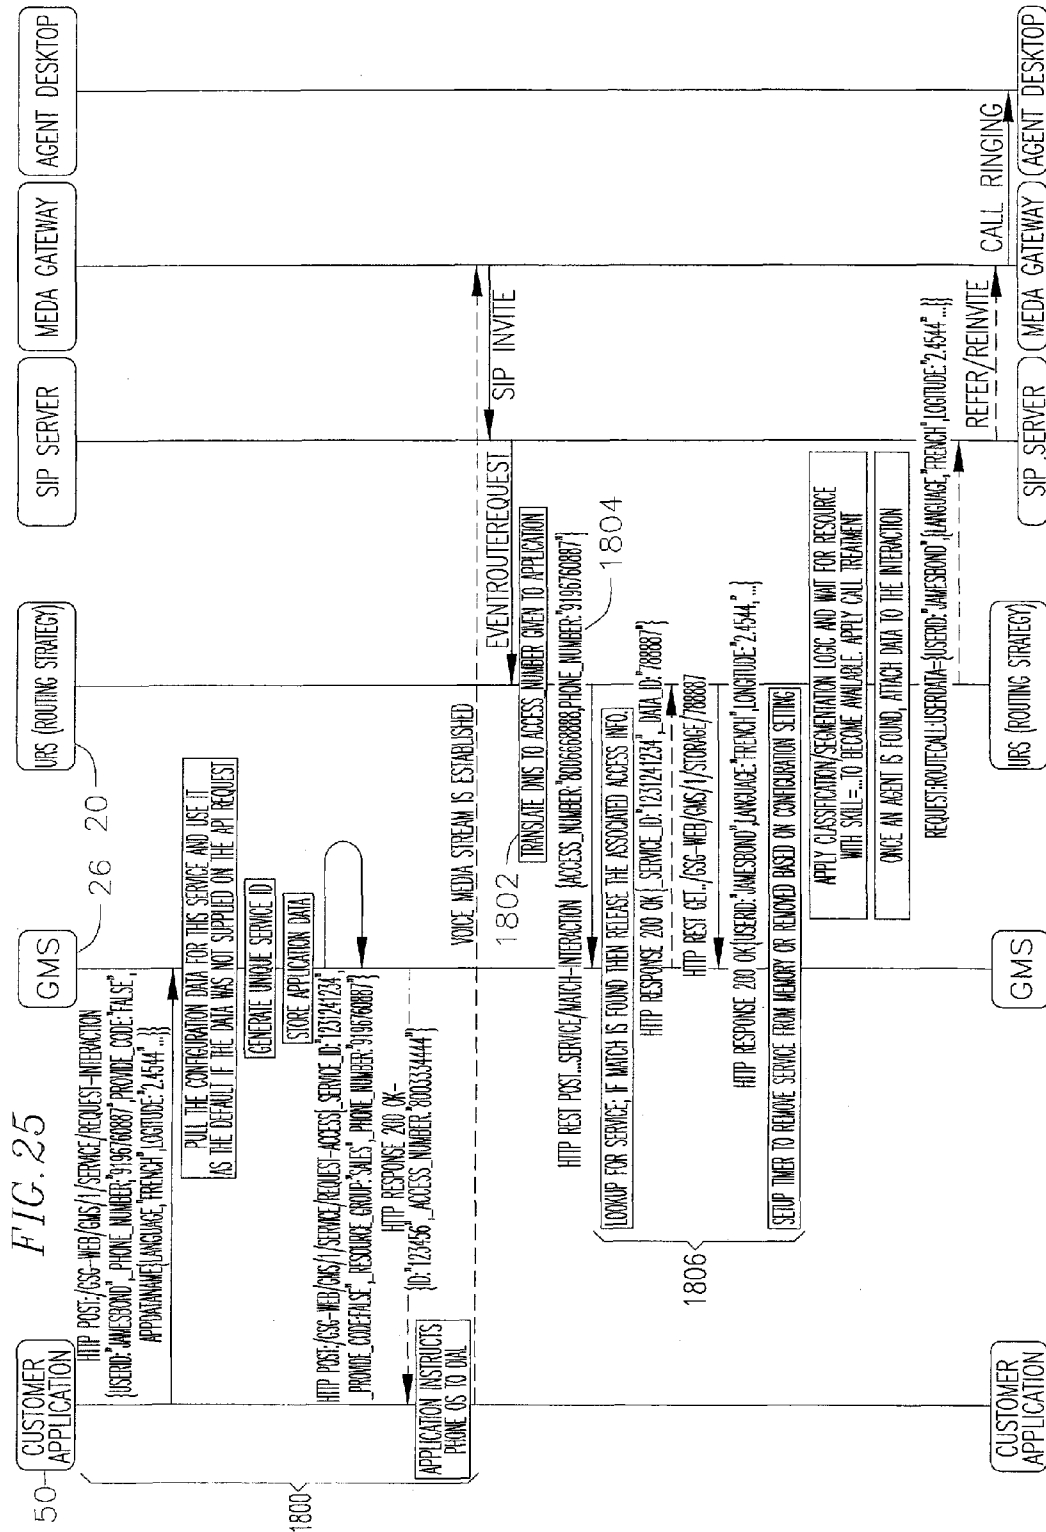 FIG. 25
50
CUSTOMER
APPLICATION
GMS
26
URS (ROUTING STRATEGY)
20
SIP SERVER
MEDA GATEWAY
AGENT DESKTOP
1800
HTTP POST:/GSG-WEB/GMS/1/SERVICE/REQUEST-INTERACTION
{USERID:"JAMESBOND",_PHONE_NUMBER,"9196760887",PROVIDE_CODE:"FALSE",
APPDATANAME{LANGUAGE,"FRENCH",LOGITUDE:"2.4544"...}}
PULL THE CONFIGURATION DATA FOR THIS SERVICE AND USE IT
AS THE DEFAULT IF THE DATA WAS NOT SUPPLIED ON THE API REQUEST
GENERATE UNIQUE SERVICE ID
STORE APPLICATION DATA
HTTP POST:/GSG-WEB/GMS/1/SERVICE/REQUEST-ACCESS{_SERVICE_ID:"1231241234",
_PROVIDE_CODE:FALSE",_RESOURCE_GROUP:"SALES",_PHONE_NUMBER:"9196760887"}
HTTP RESPONSE 200 OK-
{ID:"123456",_ACCESS_NUMBER:"8003334444"}
APPLICATION INSTRUCTS
PHONE OS TO DIAL
VOICE MEDIA STREAM IS ESTABLISHED
SIP INVITE
EVENTROUTEREQUEST
1802
TRANSLATE DNIS TO ACCESS_NUMBER GIVEN TO APPLICATION
HTTP REST POST...SERVICE/MATCH-INTERACTION {ACCESS_NUMBER:"8006668888,PHONE_NUMBER:"9196760887"}
1804
LOOKUP FOR SERVICE; IF MATCH IS FOUND THEN RELEASE THE ASSOCIATED ACCESS INFO.
HTTP RESPONSE 200 OK{_SERVICE_ID:"1231241234",_DATA_ID:"788887"}
HTTP REST GET../GSG-WEB/GMS/1/STORAGE/788887
1806
HTTP RESPONSE 200 OK{USERID:"JAMESBOND",LANGUAGE:"FRENCH",LONGITUDE:"2.4544,"...}
SETUP TIMER TO REMOVE SERVICE FROM MEMORY OR REMOVED BASED ON CONFIGURATION SETTING
APPLY CLASSIFICATION/SEGMENTATION LOGIC AND WAIT FOR RESOURCE
WITH SKILL=...TO BECOME AVAILABLE. APPLY CALL TREATMENT
ONCE AN AGENT IS FOUND, ATTACH DATA TO THE INTERACTION
REQUEST:ROUTECALL:USERDATA={USERID:"JAMESBOND",{LANGUAGE,"FRENCH",LOGITUDE:"2.4544"...}}
REFER/REINVITE
CALL RINGING
CUSTOMER
APPLICATION
GMS
URS (ROUTING STRATEGY)
SIP SERVER
MEDA GATEWAY
AGENT DESKTOP